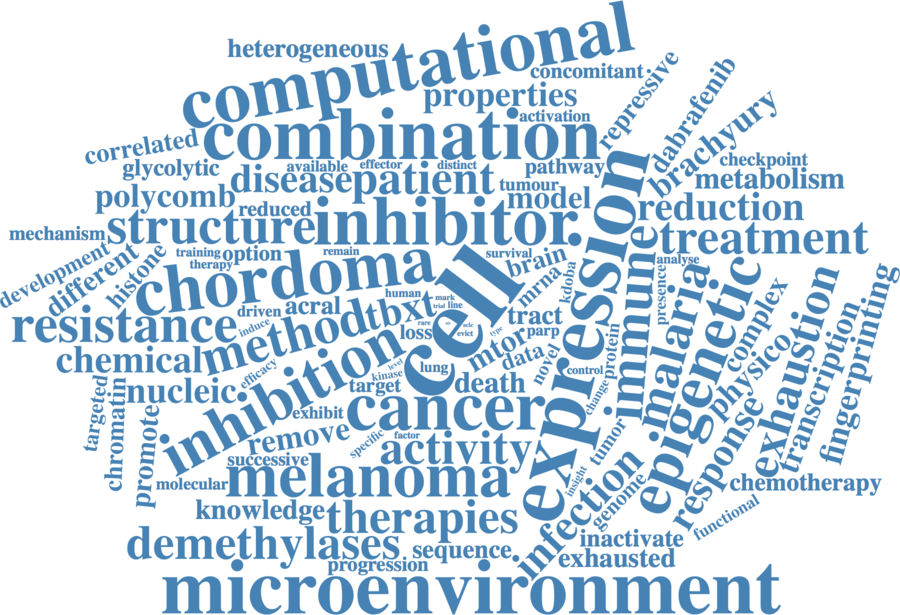 heterogeneous
computational
concomitant
repressive
dabrafenib
properties
activation
brachyury
correlated
combination
checkpoint
glycolytic
available
effector
distinct
pathway
metabolism
disease
patient
tumour
model
polycomb
reduced
reduction
mechanism
structure
inhibitor
treatment
training
option
remain
survival
therapy
brain
development
different
histone
chordoma
cell
expression
immune
presence
analyse
malaria
epigenetic
complex
mrna
kdoba
human
mark
trial
line
driven
acral
tbxt
tract
resistance
induce
method
loss
rare
evict
type
parp
mtor
data
novel
protein
physico
exhaustion
transcription
fingerprinting
chemical
inhibition
efficacy
level
kinase
lung
target
death
control
change
nucleic
targeted
chromatin
promote
exhibit
cancer
remove
specific
factor
activity
tumor
response
successive
molecular
melanoma
insight
infection
genome
chemotherapy
functional
knowledge
therapies
inactivate
demethylases
sequence
exhausted
progression
microenvironment